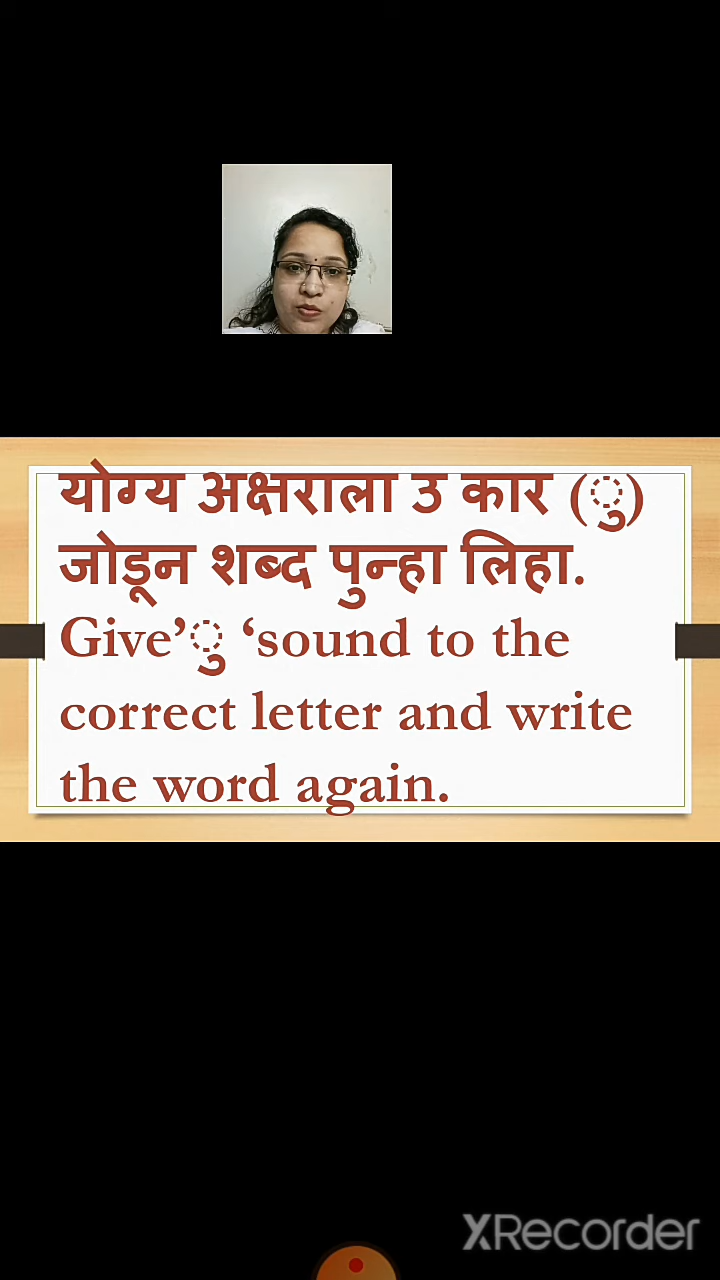 योग्य अक्षराला उ कार (ु)
जोडून शब्द पुन्हा लिहा.
Give’ु ‘sound to the
correct letter and write
the word again.
XRecorder